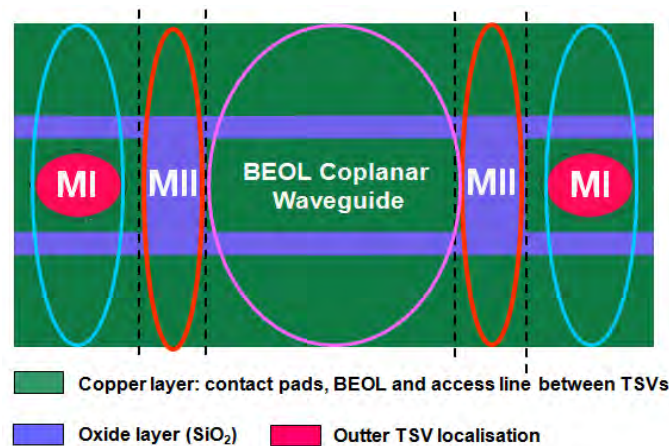 MI MII BEOL Coplanar MII MI
Waveguide
Copper layer: contact pads, BEOL and access line between TSVs
Oxide layer (SiO₂) Outter TSV localisation